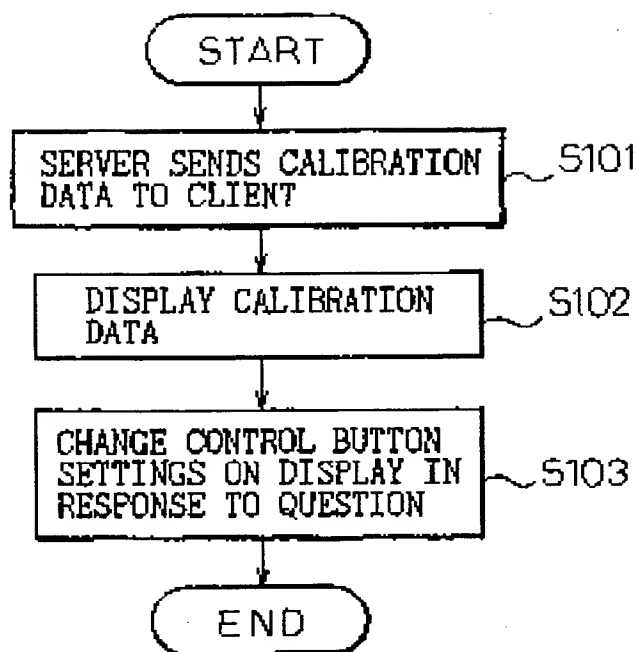 START
SERVER SENDS CALIBRATION
DATA TO CLIENT
S101
DISPLAY CALIBRATION
DATA
S102
CHANGE CONTROL BUTTON
SETTINGS ON DISPLAY IN
RESPONSE TO QUESTION
S103
END